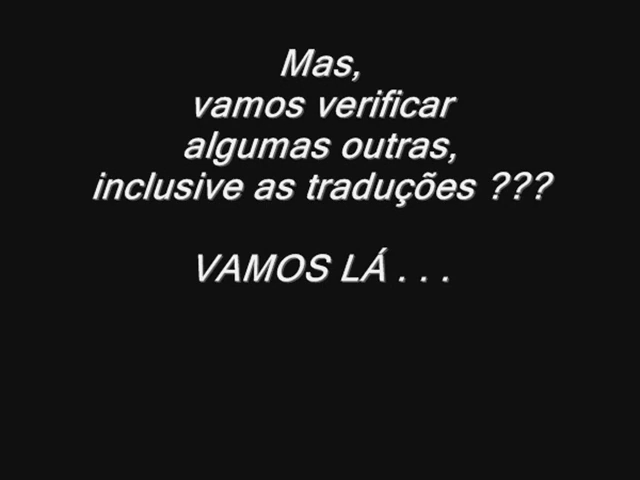 Mas,
vamos verificar
algumas outras,
inclusive as traduções ???
VAMOS LÁ . . .